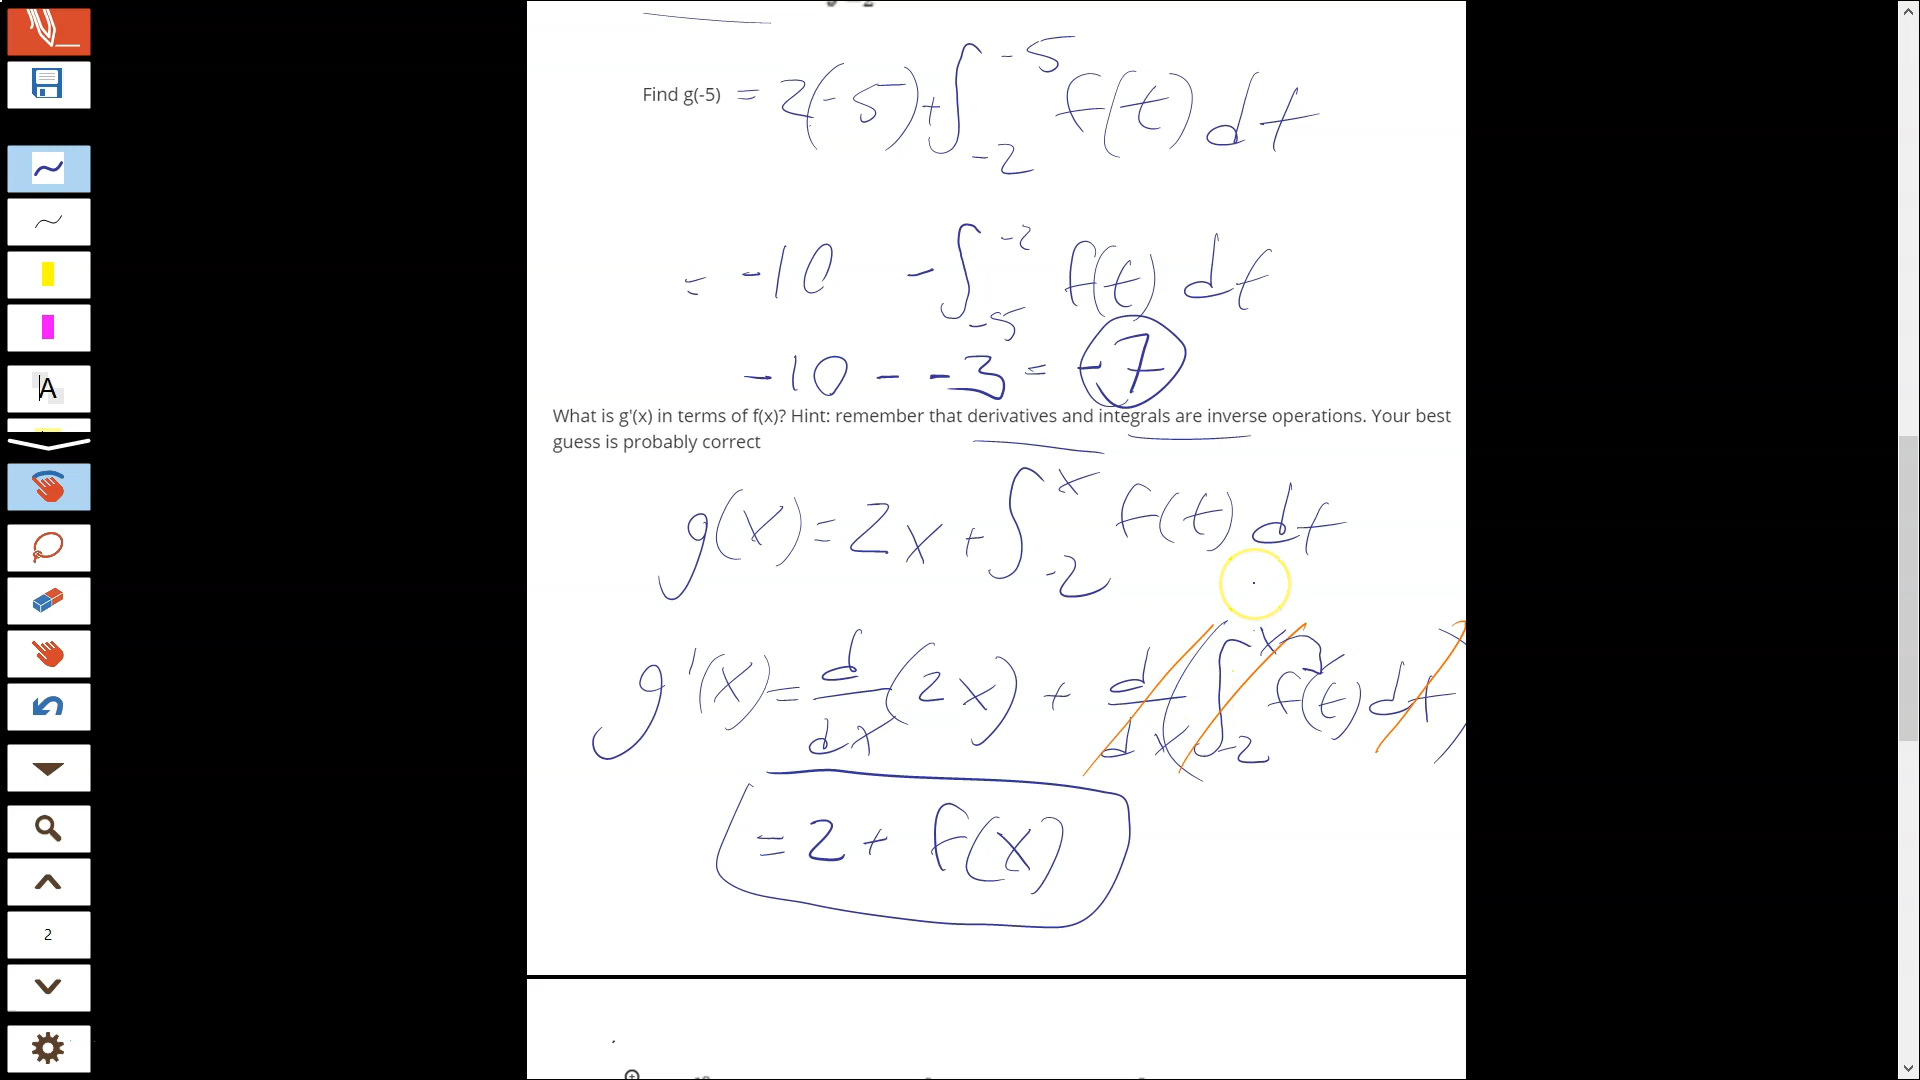 Find g(-5) = 2(-5) + ∫_{-2}^{-5} f(t) dt
= -10 - ∫_{-5}^{-2} f(t) dt
-10 - -3 = -7
What is g'(x) in terms of f(x)? Hint: remember that derivatives and integrals are inverse operations. Your best
guess is probably correct
g(x) = 2x + ∫_{-2}^{x} f(t) dt
g'(x) = d/dx (2x) + d/dx (∫_{-2}^{x} f(t) dt)
= 2 + f(x)
A
2